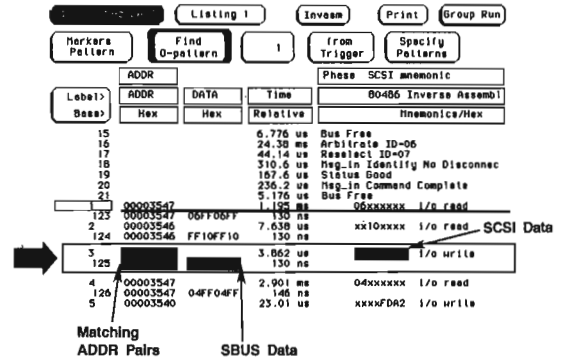 Listing 1 Invasm Print Group Run
Markers Pattern Find O-pattern 1 from Trigger Specify Patterns
ADDR Phase SCSI mnemonic
Label> ADDR DATA Time 80486 Inverse Assembl
Base> Hex Hex Relative Mnemonics/Hex
15 6.776 us Bus Free
16 24.38 ms Arbitrate ID=06
17 44.14 us Reselect ID=07
18 310.6 us Msg_in Identify No Disconnec
19 167.6 us Status Good
20 236.2 us Msg_in Command Complete
21 5.176 us Bus Free
1 00003547 1.195 ms 06xxxxxx i/o read
123 00003547 06FF06FF 130 ns
2 00003546 7.638 us xx10xxxx i/o read
124 00003546 FF10FF10 130 ns
SCSI Data
3 3.862 us i/o write
125 130 ns
4 00003547 2.901 ms 04xxxxxx i/o read
126 00003547 04FF04FF 146 ns
5 00003540 23.01 us xxxxFDA2 i/o write
Matching ADDR Pairs
SBUS Data